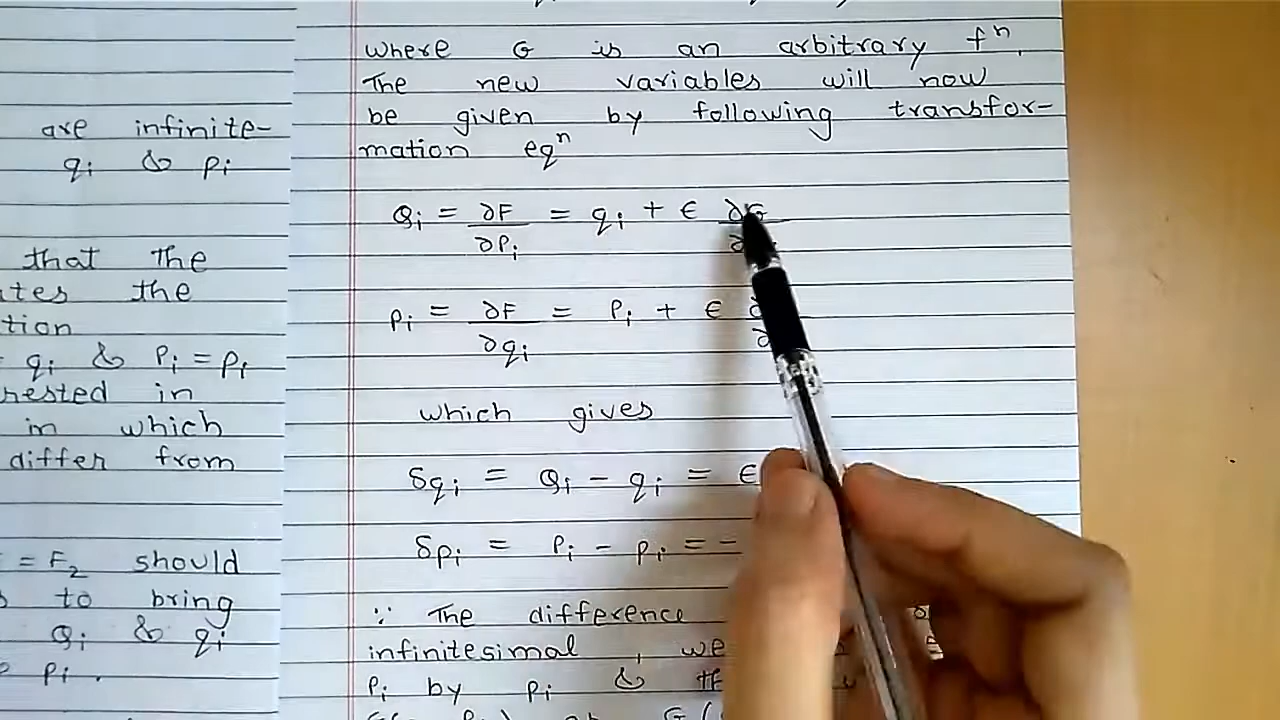 are infinite-
qi & pi
that the
the
qi & Pi = pi
in
in which
differ from
= F2 should
to bring
Qi & qi
pi.
where G is an arbitrary fn.
The new variables will now
be given by following transfor-
mation eqn
Qi = ∂F/∂Pi = qi + ϵ ∂G
pi = ∂F/∂qi = Pi + ϵ
which gives
δqi = Qi - qi = ϵ
δpi = Pi - pi = -
∵ The difference
infinitesimal , we
Pi by pi &